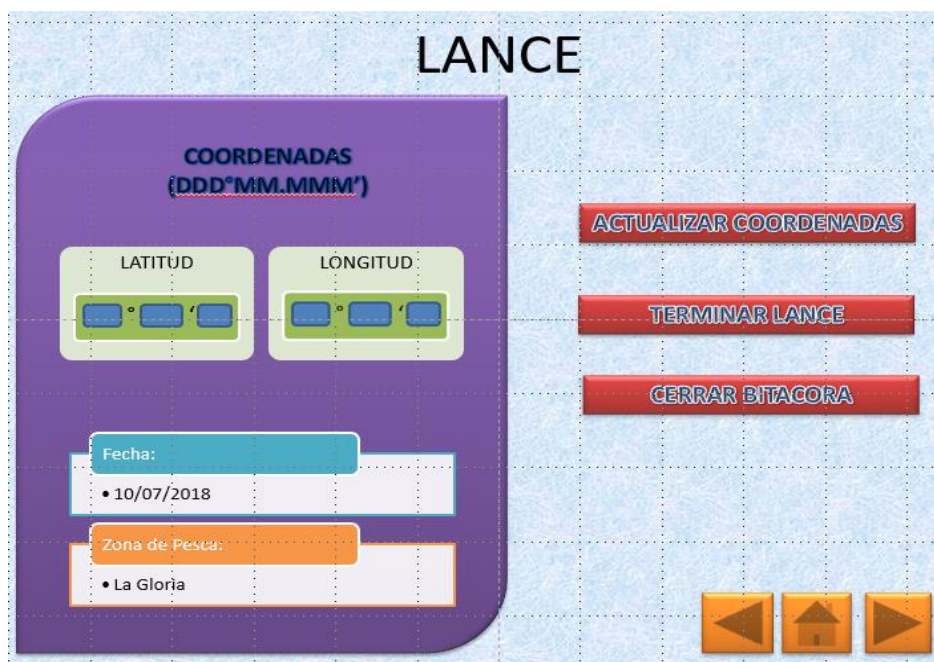 LANCE
COORDENADAS
(DDD°MM.MMM’)
LATITUD
LONGITUD
° ‘
° ‘
ACTUALIZAR COORDENADAS
TERMINAR LANCE
CERRAR BITACORA
Fecha:
• 10/07/2018
Zona de Pesca:
• La Gloria